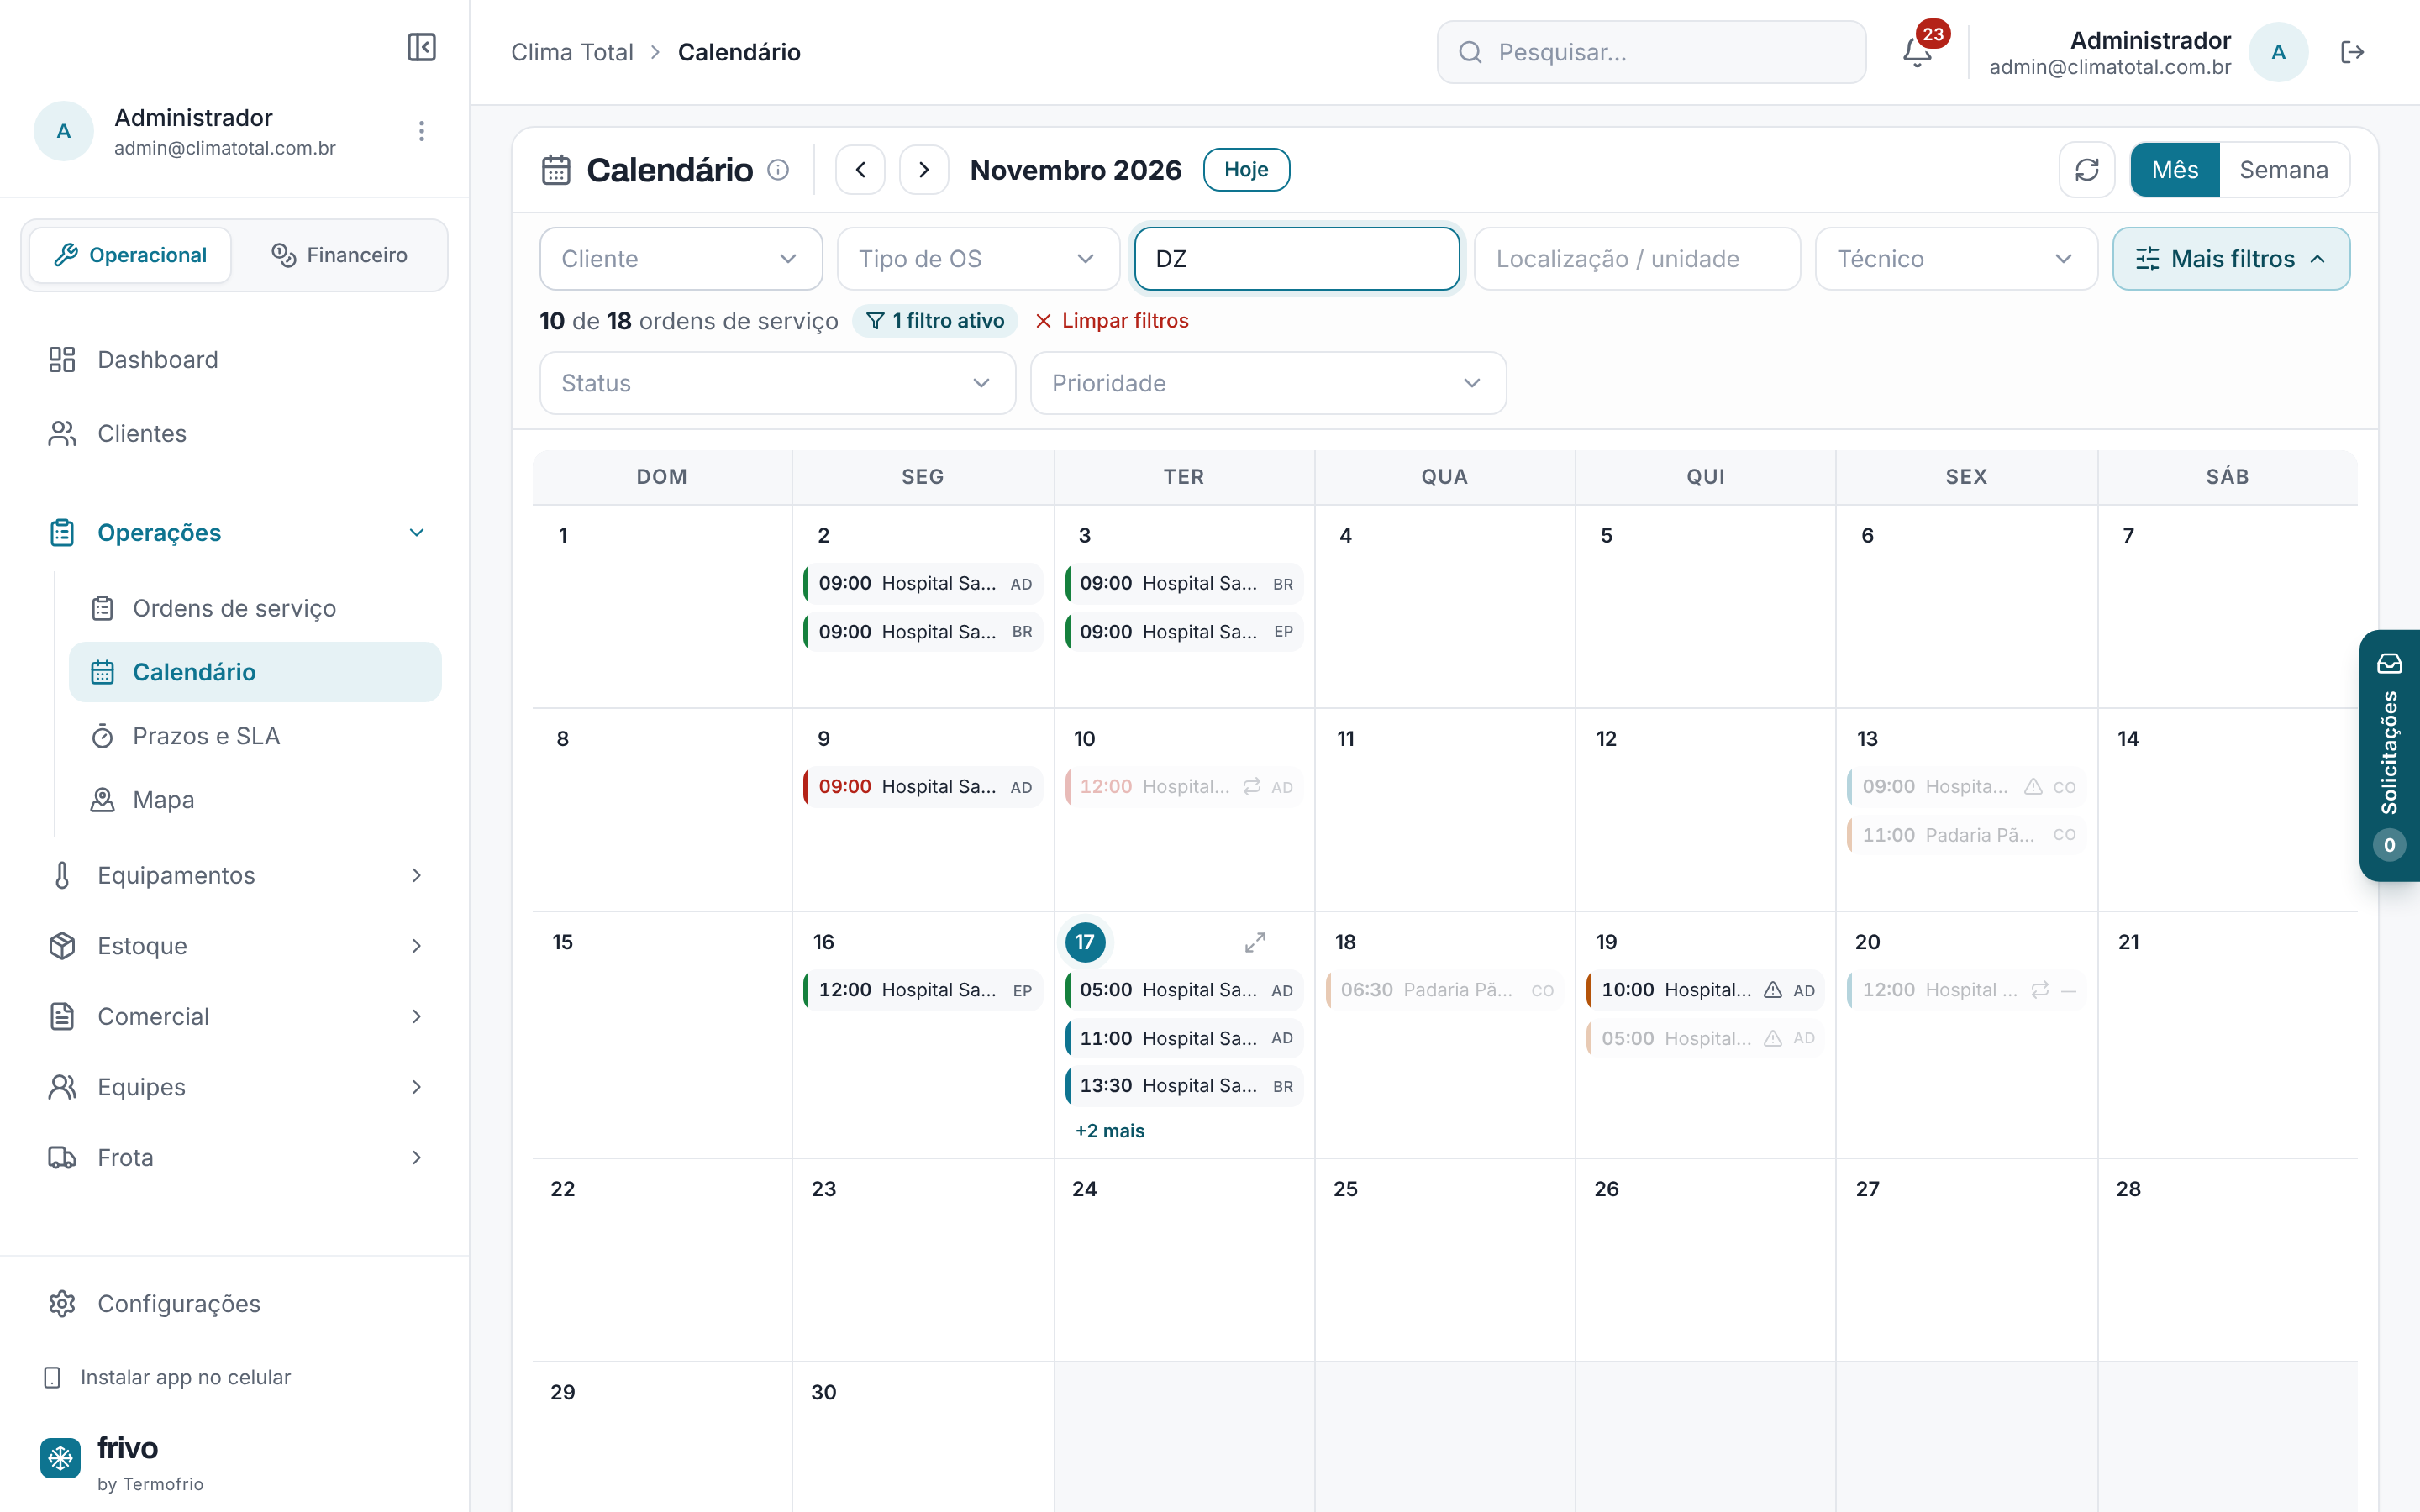 Administrador
admin@climatotal.com.br
Operacional
Financeiro
Dashboard
Clientes
Operações
Ordens de serviço
Calendário
Prazos e SLA
Mapa
Equipamentos
Estoque
Comercial
Equipes
Frota
Configurações
Instalar app no celular
frivo
by Termofrio
Clima Total > Calendário
Pesquisar...
23
Administrador
admin@climatotal.com.br
A
A
Calendário
Novembro 2026
Hoje
Mês
Semana
Cliente
Tipo de OS
DZ
Localização / unidade
Técnico
Mais filtros
10 de 18 ordens de serviço
1 filtro ativo
Limpar filtros
Status
Prioridade
DOM SEG TER QUA QUI SEX SÁB
1 2 3 4 5 6 7
09:00 Hospital Sa... AD
09:00 Hospital Sa... BR
09:00 Hospital Sa... BR
09:00 Hospital Sa... EP
8 9 10 11 12 13 14
09:00 Hospital Sa... AD
12:00 Hospital... AD
09:00 Hospita... CO
11:00 Padaria Pã... CO
15 16 17 18 19 20 21
12:00 Hospital Sa... EP
05:00 Hospital Sa... AD
11:00 Hospital Sa... AD
13:30 Hospital Sa... BR
+2 mais
06:30 Padaria Pã... CO
10:00 Hospital... AD
05:00 Hospital... AD
12:00 Hospital ... —
22 23 24 25 26 27 28
29 30
Solicitações
0